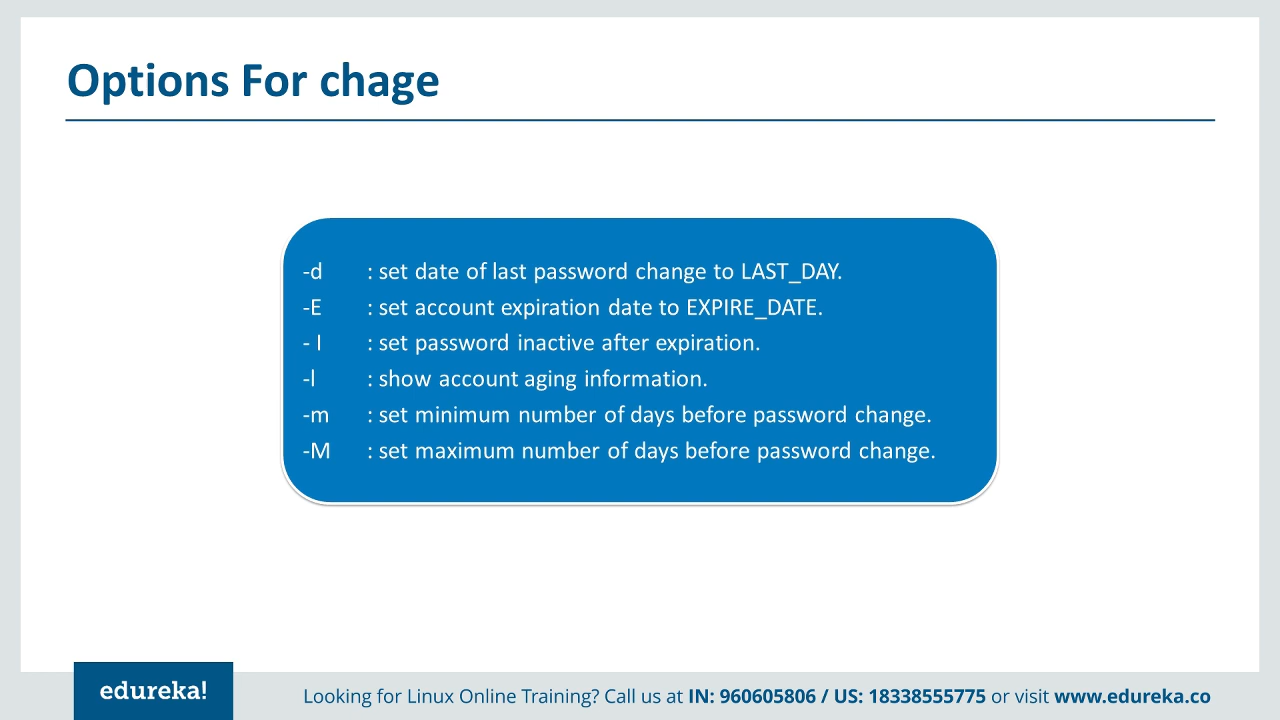 Options For chage
-d : set date of last password change to LAST_DAY.
-E : set account expiration date to EXPIRE_DATE.
- I : set password inactive after expiration.
-l : show account aging information.
-m : set minimum number of days before password change.
-M : set maximum number of days before password change.
edureka!
Looking for Linux Online Training? Call us at IN: 960605806 / US: 18338555775 or visit www.edureka.co